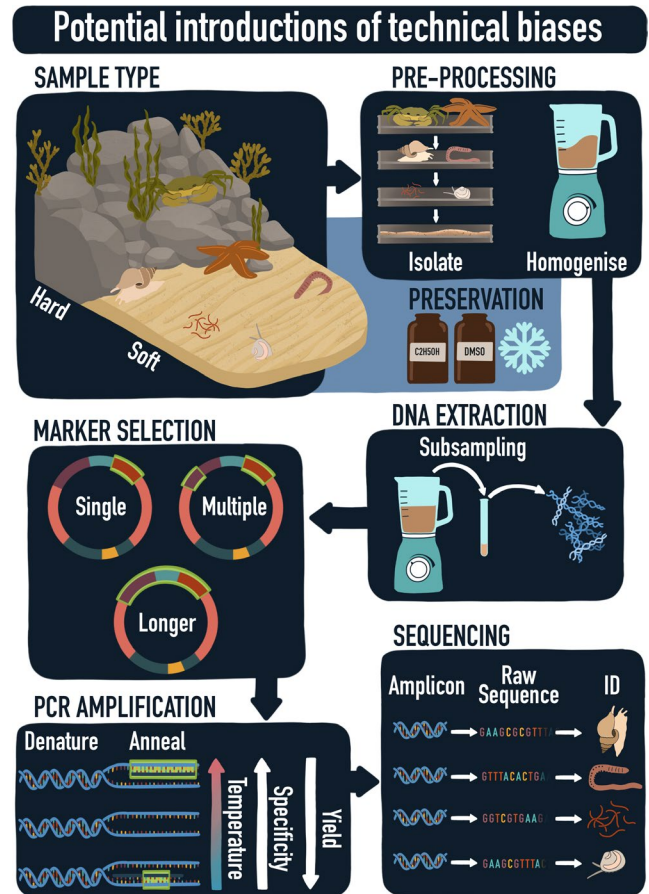 Potential introductions of technical biases
SAMPLE TYPE
Hard
Soft
PRE-PROCESSING
Isolate
Homogenise
PRESERVATION
C2H5OH
DMSO
DNA EXTRACTION
Subsampling
MARKER SELECTION
Single
Multiple
Longer
PCR AMPLIFICATION
Denature
Anneal
Temperature
Specificity
Yield
SEQUENCING
Amplicon
Raw
Sequence
ID
GAAGCGCGTTT
GTTTACACTGA
GGTCGTGAAG
GAAGCGTTTAC